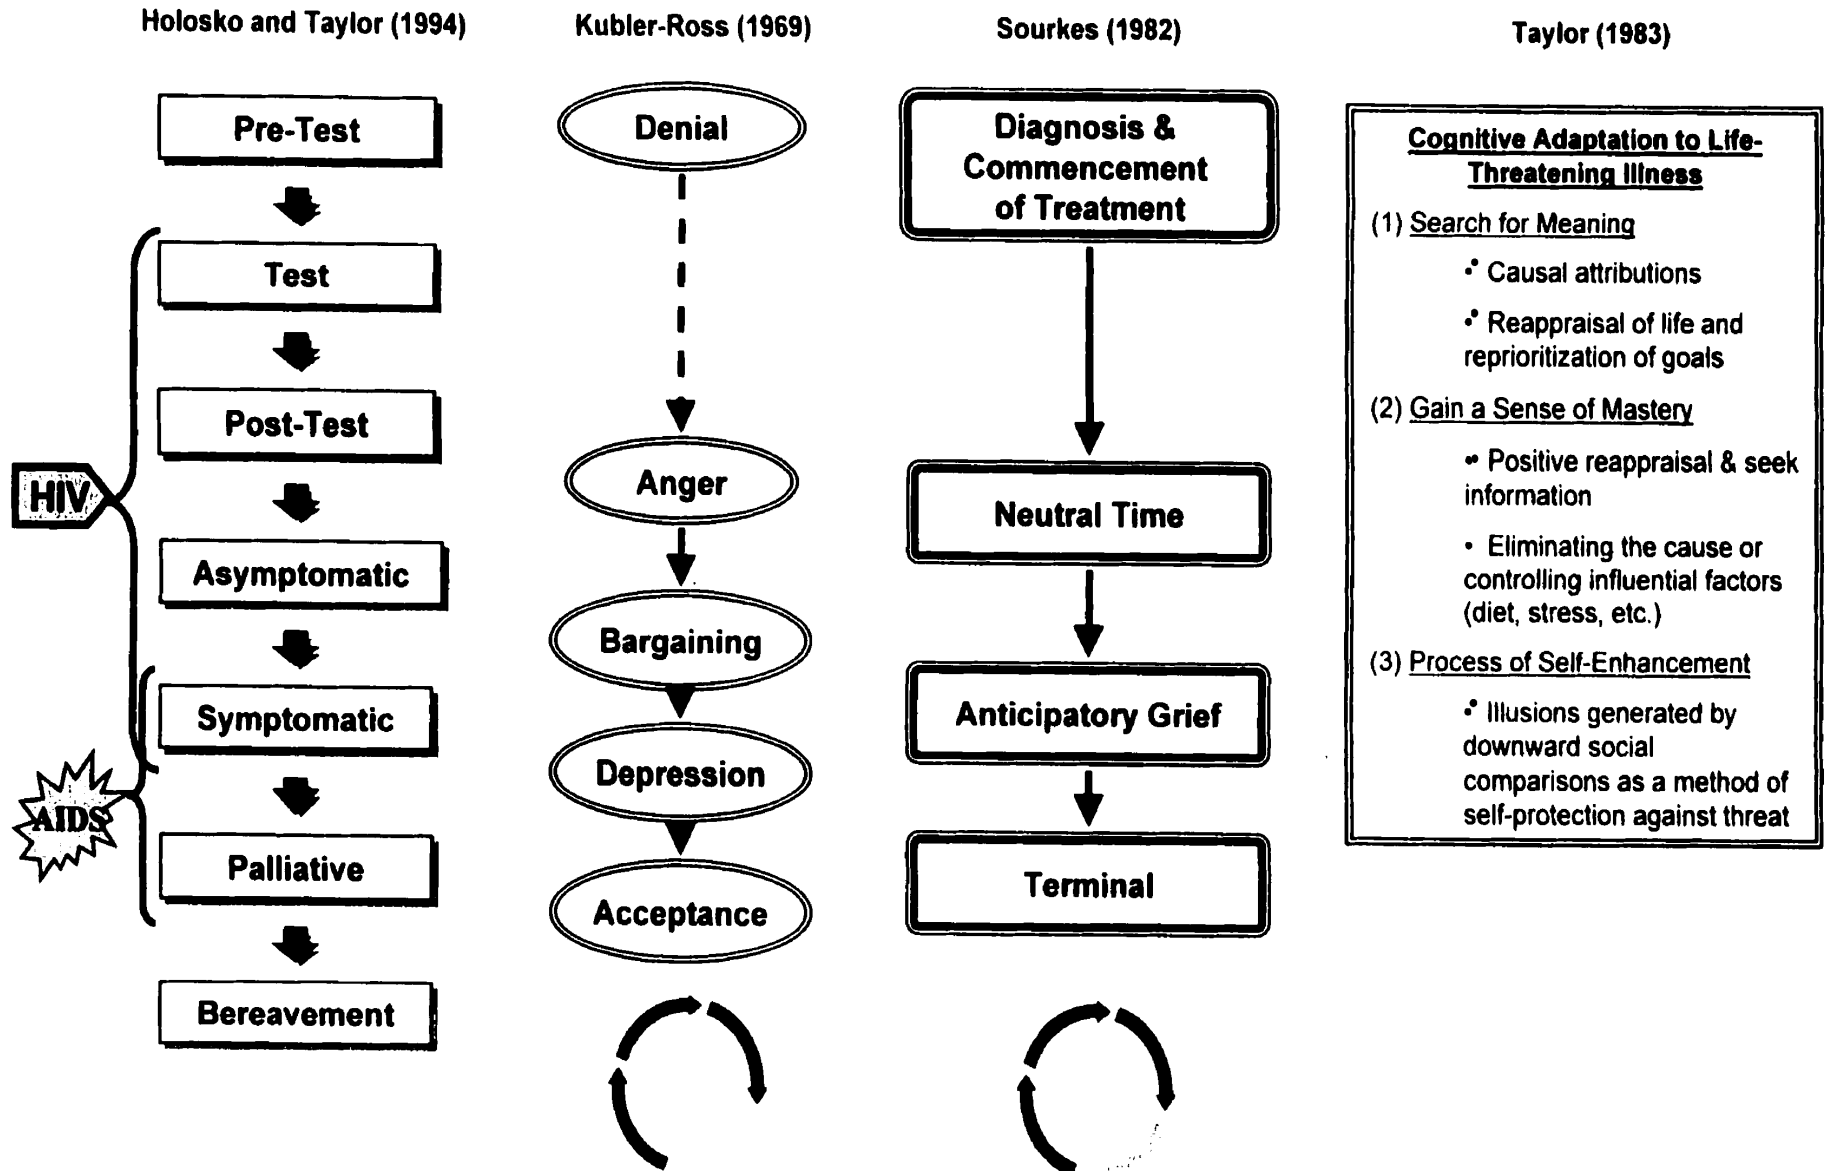 Holosko and Taylor (1994)
Pre-Test
Test
Post-Test
HIV
Asymptomatic
Symptomatic
AIDS
Palliative
Bereavement
Kubler-Ross (1969)
Denial
Anger
Bargaining
Depression
Acceptance
Sourkes (1982)
Diagnosis &
Commencement
of Treatment
Neutral Time
Anticipatory Grief
Terminal
Taylor (1983)
Cognitive Adaptation to Life-
Threatening Illness
(1) Search for Meaning
• Causal attributions
• Reappraisal of life and
reprioritization of goals
(2) Gain a Sense of Mastery
• Positive reappraisal & seek
information
• Eliminating the cause or
controlling influential factors
(diet, stress, etc.)
(3) Process of Self-Enhancement
• Illusions generated by
downward social
comparisons as a method of
self-protection against threat